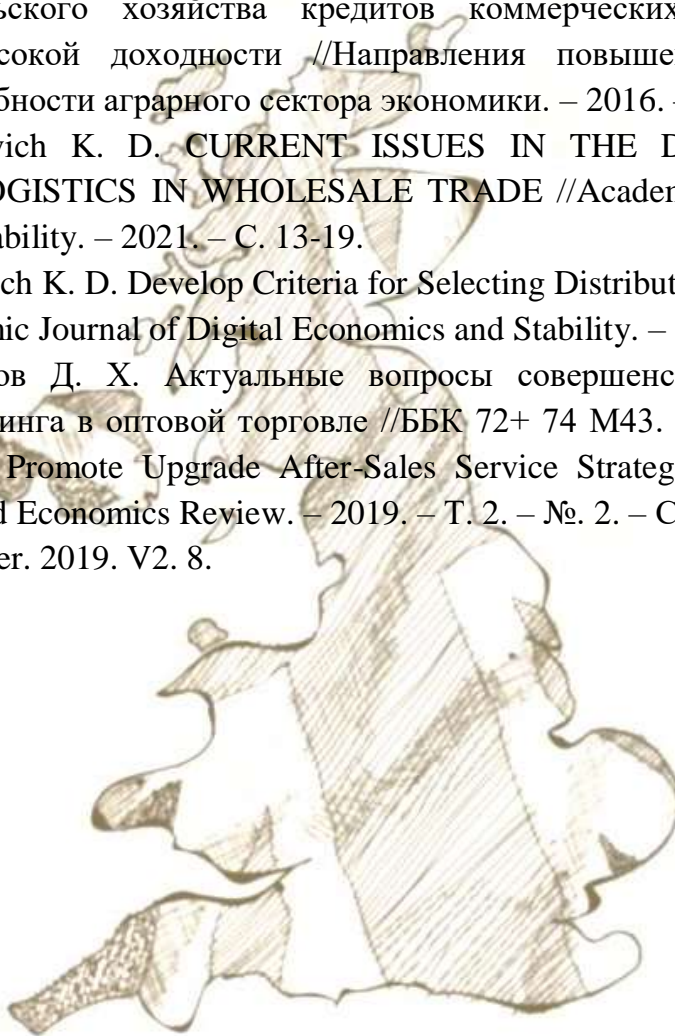 ьского хозяйства кредитов коммерческих
сокой доходности //Направления повыше
бности аграрного сектора экономики. – 2016. –
vich K. D. CURRENT ISSUES IN THE D
OGISTICS IN WHOLESALE TRADE //Acader
ability. – 2021. – С. 13-19.
ich K. D. Develop Criteria for Selecting Distribut
nic Journal of Digital Economics and Stability. –
ов Д. Х. Актуальные вопросы совершенс
инга в оптовой торговле //ББК 72+ 74 М43.
Promote Upgrade After-Sales Service Strateg
d Economics Review. – 2019. – Т. 2. – №. 2. – С
er. 2019. V2. 8.